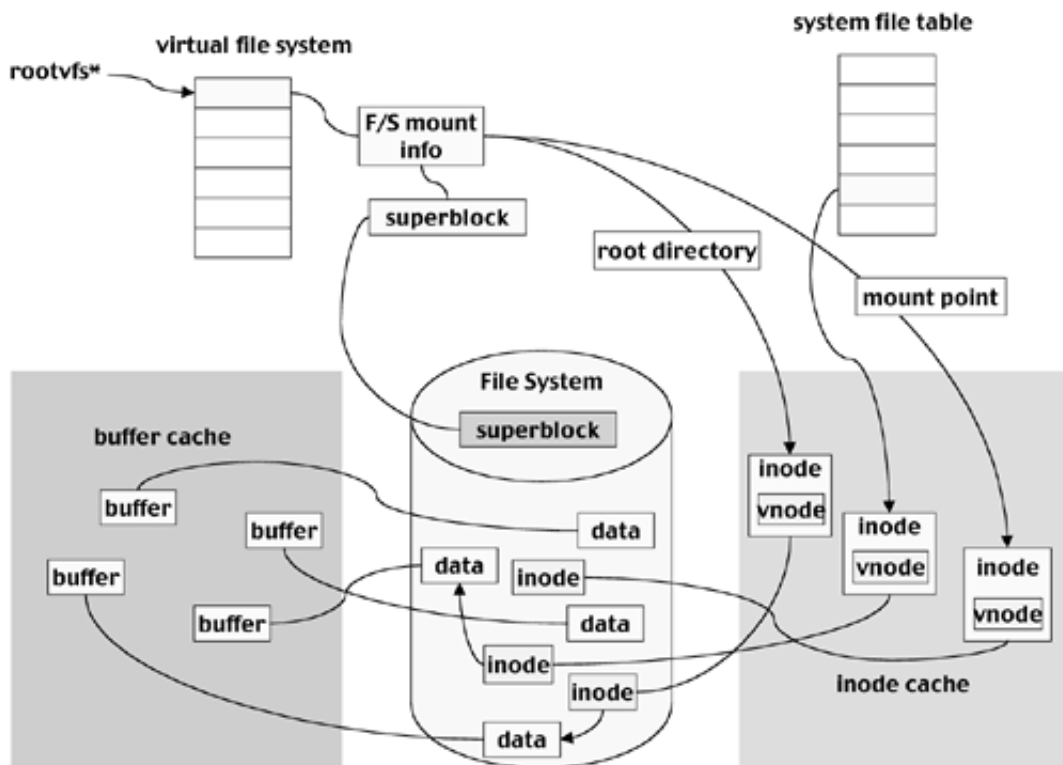 system file table
virtual file system
rootvfs*
F/S mount
info
superblock
root directory
mount point
File System
superblock
buffer cache
inode
vnode
buffer
buffer
data
inode
vnode
data
inode
inode
vnode
buffer
buffer
data
inode
inode
inode cache
data